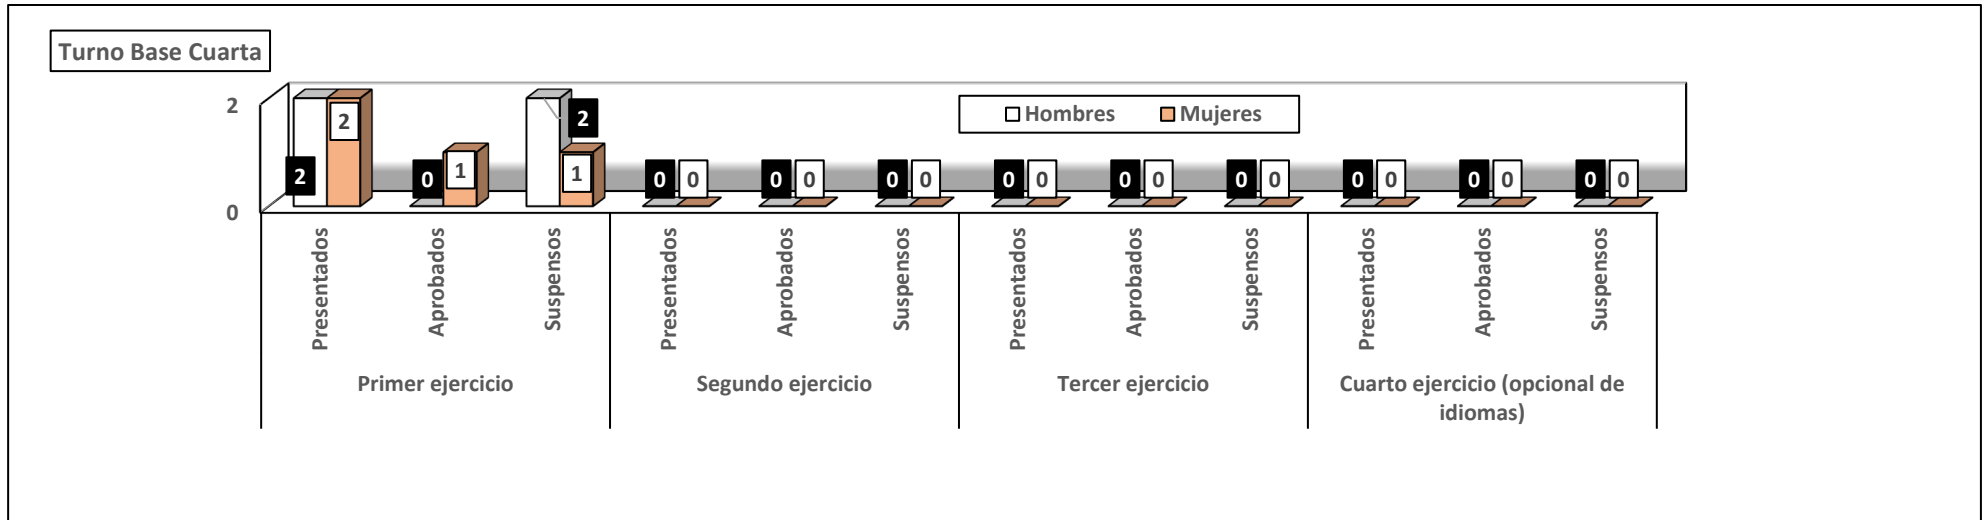 Turno Base Cuarta
Hombres Mujeres
2
0
2 2 0 1 2 1 0 0 0 0 0 0 0 0 0 0 0 0 0 0 0 0 0 0
Presentados Aprobados Suspensos Presentados Aprobados Suspensos Presentados Aprobados Suspensos Presentados Aprobados Suspensos
Primer ejercicio Segundo ejercicio Tercer ejercicio Cuarto ejercicio (opcional de
idiomas)